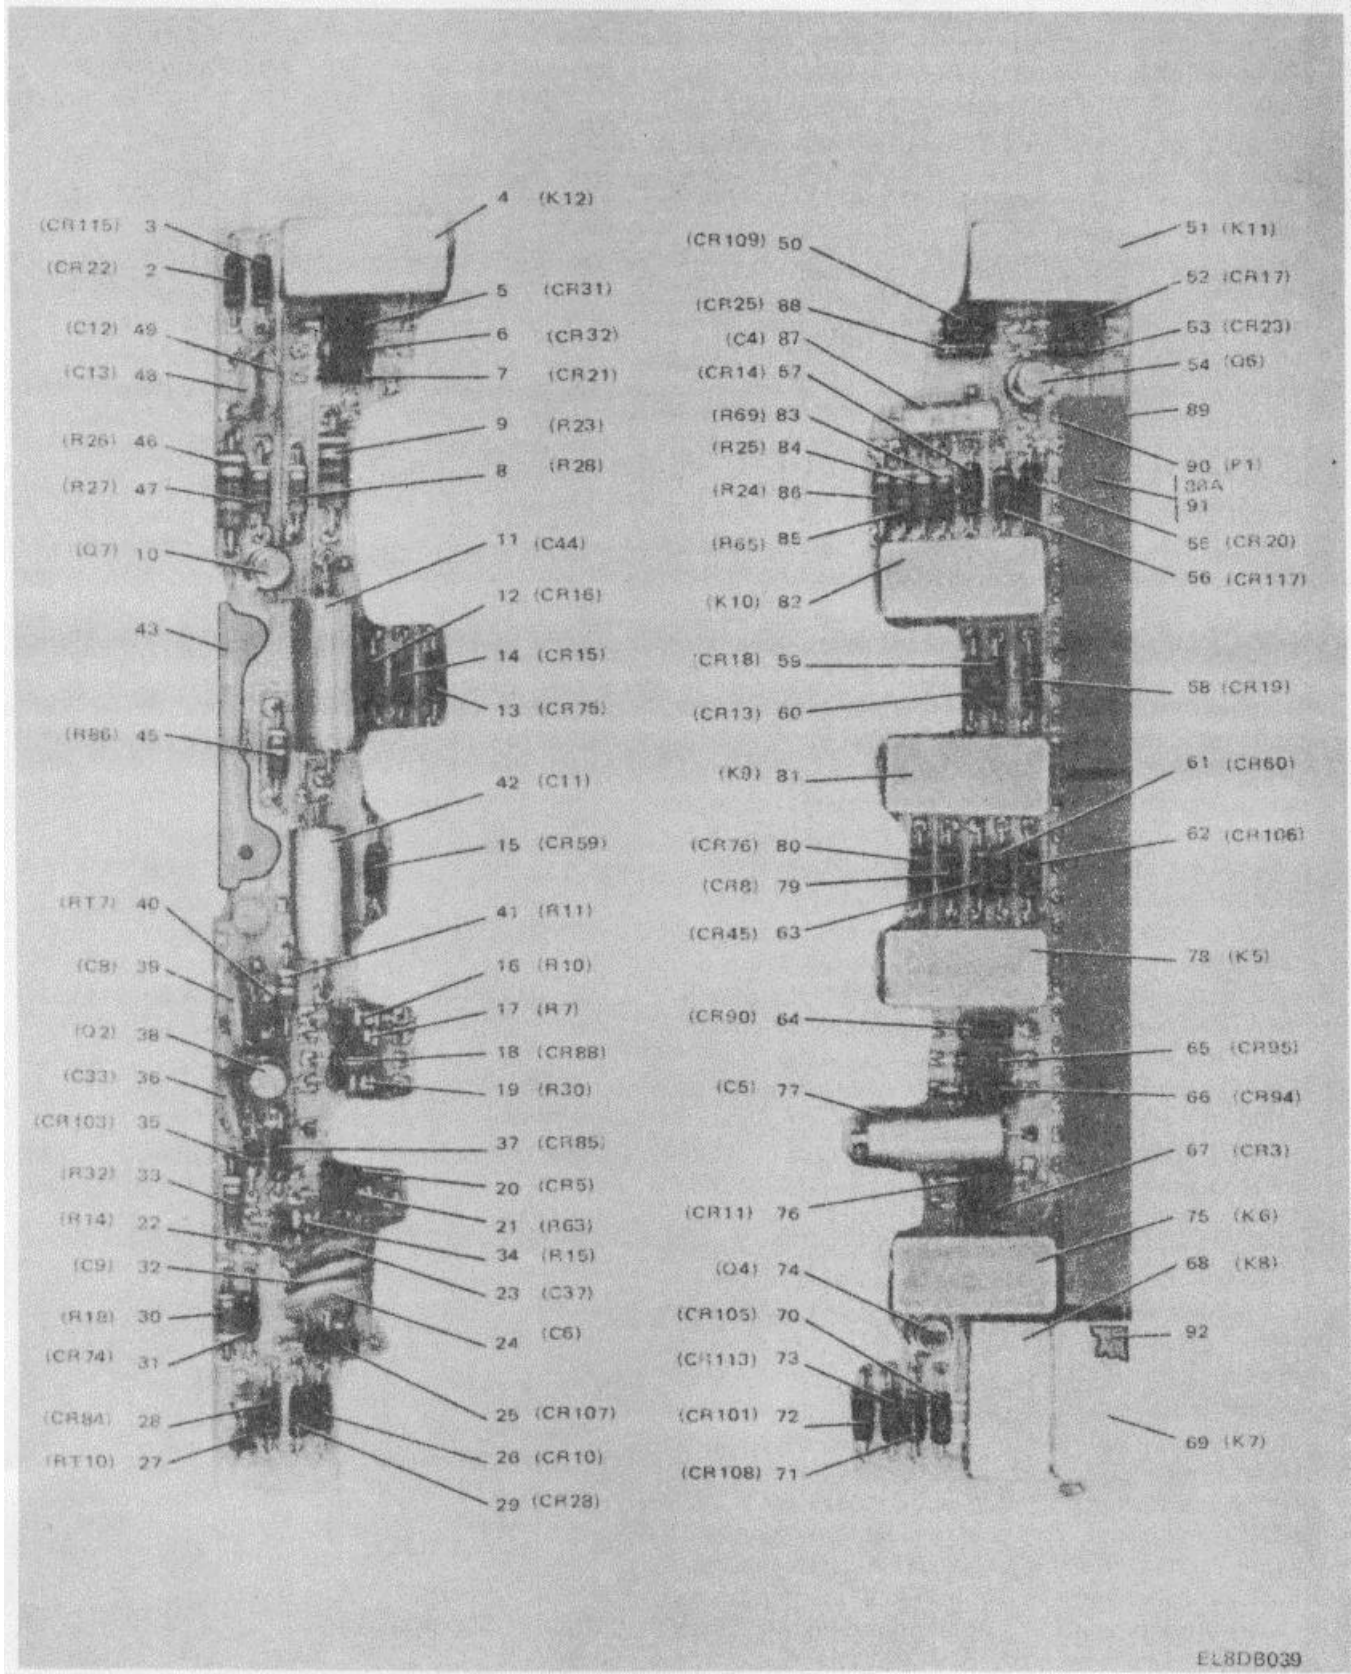 4 (K12)
(CR115) 3
(CR22) 2
5 (CR31)
(C12) 49
6 (CR32)
(C13) 48
7 (CR21)
9 (R23)
(R26) 46
8 (R28)
(R27) 47
11 (C44)
(Q7) 10
12 (CR16)
43
14 (CR15)
13 (CR75)
(R86) 45
42 (C11)
15 (CR59)
(RT7) 40
41 (R11)
(C8) 39
16 (R10)
17 (R7)
(Q2) 38
18 (CR88)
(C33) 36
19 (R30)
(CR103) 35
37 (CR85)
(R32) 33
20 (CR5)
21 (R63)
(R14) 22
34 (R15)
(C9) 32
23 (C37)
(R18) 30
24 (C6)
(CR74) 31
(CR84) 28
25 (CR107)
(RT10) 27
26 (CR10)
29 (CR28)
51 (K11)
(CR109) 50
52 (CR17)
(CR25) 88
53 (CR23)
(C4) 87
54 (Q6)
(CR14) 57
(R69) 83
89
(R25) 84
90 (P1)
88A
(R24) 86
91
(R65) 85
55 (CR20)
56 (CR117)
(K10) 82
(CR18) 59
58 (CR19)
(CR13) 60
61 (CR60)
(K9) 81
62 (CR106)
(CR76) 80
(CR8) 79
(CR45) 63
78 (K5)
(CR90) 64
65 (CR95)
(C5) 77
66 (CR94)
67 (CR3)
(CR11) 76
75 (K6)
(Q4) 74
68 (K8)
(CR105) 70
92
(CR113) 73
(CR101) 72
69 (K7)
(CR108) 71
EL8DB039